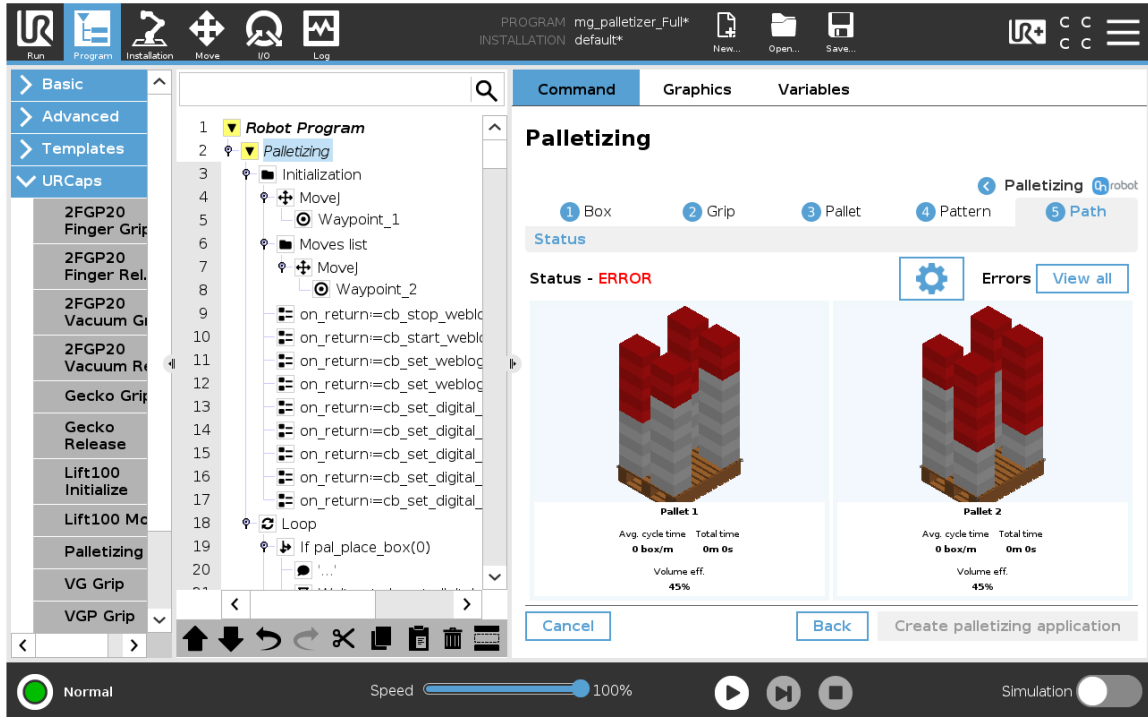 PROGRAM mg_palletizer_Full*
INSTALLATION default*
Run
Program
Installation
Move
I/O
Log
New...
Open...
Save...
UR+
C C
C C
Basic
Advanced
Templates
URCaps
2FGP20
Finger Grip
2FGP20
Finger Rel.
2FGP20
Vacuum Gr
2FGP20
Vacuum Re
Gecko Grip
Gecko
Release
Lift100
Initialize
Lift100 Mo
Palletizing
VG Grip
VGP Grip
1 Robot Program
2 Palletizing
3 Initialization
4 MoveJ
5 Waypoint_1
6 Moves list
7 MoveJ
8 Waypoint_2
9 on_return:=cb_stop_weblo
10 on_return:=cb_start_weblo
11 on_return:=cb_set_weblog
12 on_return:=cb_set_weblog
13 on_return:=cb_set_digital_
14 on_return:=cb_set_digital_
15 on_return:=cb_set_digital_
16 on_return:=cb_set_digital_
17 on_return:=cb_set_digital_
18 Loop
19 If pal_place_box(0)
20 '...'
Command Graphics Variables
Palletizing
Palletizing OnRobot
1 Box 2 Grip 3 Pallet 4 Pattern 5 Path
Status
Status - ERROR
Errors View all
Pallet 1
Avg. cycle time Total time
0 box/m 0m 0s
Volume eff.
45%
Pallet 2
Avg. cycle time Total time
0 box/m 0m 0s
Volume eff.
45%
Cancel Back Create palletizing application
Normal
Speed 100%
Simulation